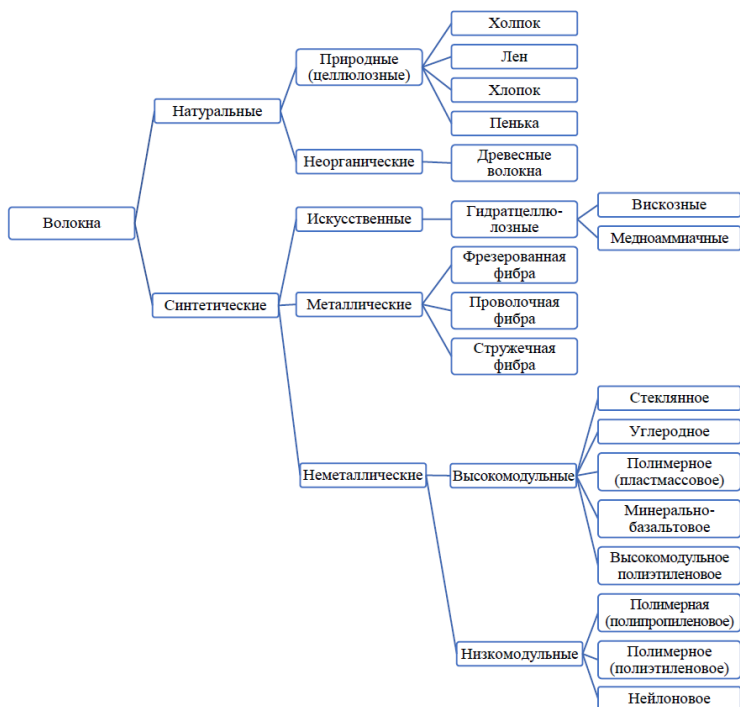 Холпок
Природные
(целлюлозные)
Лен
Хлопок
Натуральные
Пенька
Неорганические
Древесные
волокна
Волокна
Искусственные
Гидратцеллю-
лозные
Вискозные
Медноаммиачные
Фрезерованная
фибра
Синтетические
Металлические
Проволочная
фибра
Стружечная
фибра
Стеклянное
Углеродное
Неметаллические
Высокомодульные
Полимерное
(пластмассовое)
Минерально-
базальтовое
Высокомодульное
полиэтиленовое
Полимерная
(полипропиленовое)
Низкомодульные
Полимерное
(полиэтиленовое)
Нейлоновое